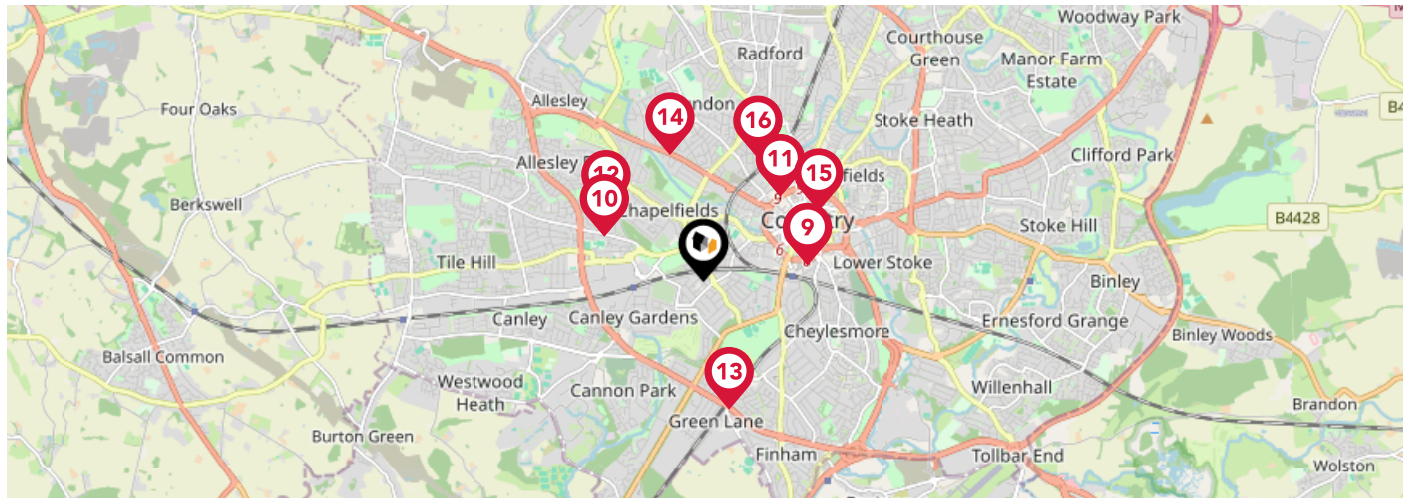 Woodway Park
Courthouse
Green
Radford
Manor Farm
Estate
Allesley
Four Oaks
14
16
Stoke Heath
11
Clifford Park
Allesley
12
15
10
Berkswell
Chapelfields
9
B4428
Stoke Hill
9
6
Tile Hill
Lower Stoke
Binley
Canley
Canley Gardens
Cheylesmore
Ernesford Grange
Binley Woods
Balsall Common
13
Westwood
Heath
Cannon Park
Willenhall
Brandon
Green Lane
Burton Green
Finham
Tollbar End
Wolston